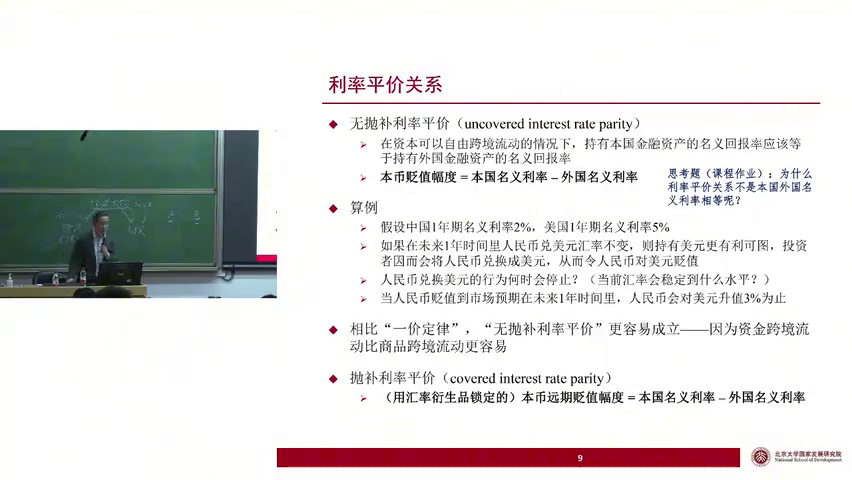 利率平价关系
无抛补利率平价（uncovered interest rate parity）
在资本可以自由跨境流动的情况下，持有本国金融资产的名义回报率应该等
于持有外国金融资产的名义回报率
本币贬值幅度 = 本国名义利率 – 外国名义利率
思考题（课程作业）：为什么
利率平价关系不是本国外国名
义利率相等呢？
算例
假设中国1年期名义利率2%，美国1年期名义利率5%
如果在未来1年时间里人民币兑美元汇率不变，则持有美元更有利可图，投资
者因而会将人民币兑换成美元，从而令人民币对美元贬值
人民币兑换美元的行为何时会停止？（当前汇率会稳定到什么水平？）
当人民币贬值到市场预期在未来1年时间里，人民币会对美元升值3%为止
相比“一价定律”，“无抛补利率平价”更容易成立——因为资金跨境流
动比商品跨境流动更容易
抛补利率平价（covered interest rate parity）
（用汇率衍生品锁定的）本币远期贬值幅度 = 本国名义利率 – 外国名义利率
9
北京大学国家发展研究院
National School of Development